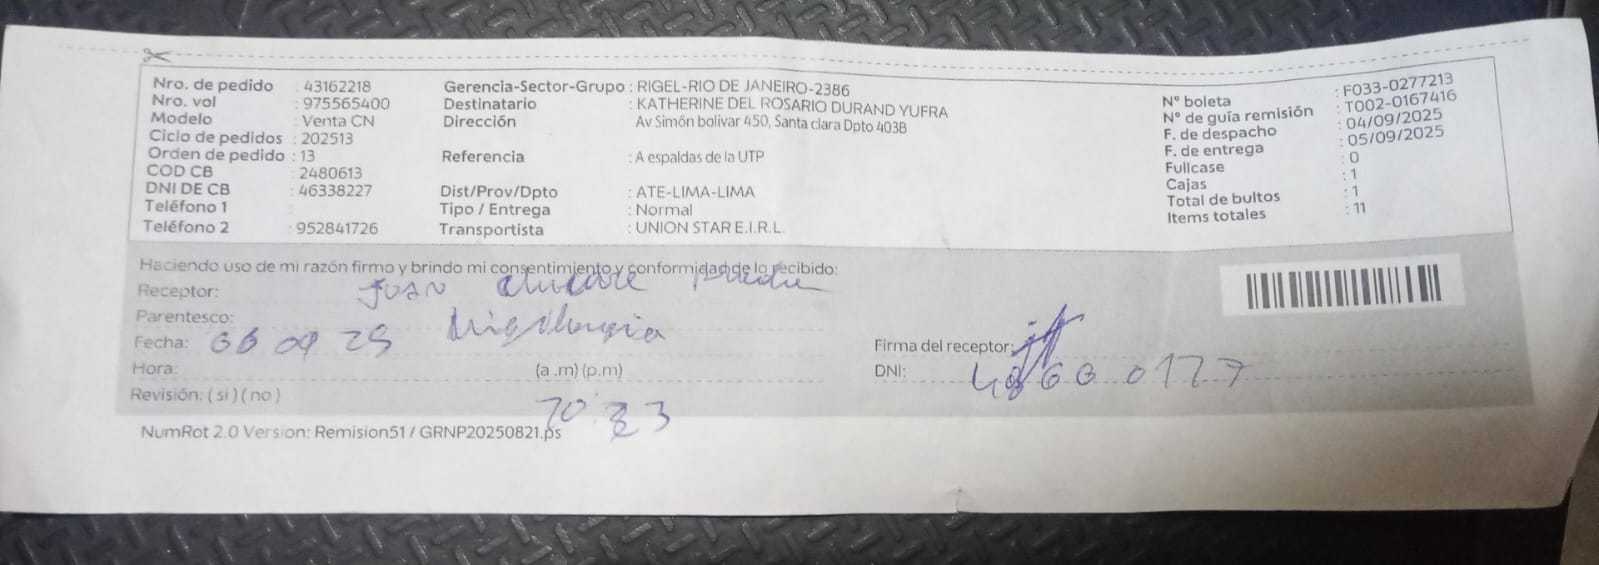 Nro. de pedido : 43162218
Nro. vol : 975565400
Modelo : Venta CN
Ciclo de pedidos : 202513
Orden de pedido : 13
COD CB : 2480613
DNI DE CB : 46338227
Teléfono 1 :
Teléfono 2 : 952841726
Gerencia-Sector-Grupo : RIGEL-RIO DE JANEIRO-2386
Destinatario : KATHERINE DEL ROSARIO DURAND YUFRA
Dirección : Av Simón bolivar 450, Santa clara Dpto 403B
Referencia : A espaldas de la UTP
Dist/Prov/Dpto : ATE-LIMA-LIMA
Tipo / Entrega : Normal
Transportista : UNION STAR E.I.R.L.
N° boleta : F033-0277213
N° de guía remisión : T002-0167416
F. de despacho : 04/09/2025
F. de entrega : 05/09/2025
Fullcase : 0
Cajas : 1
Total de bultos : 1
Items totales : 11
Haciendo uso de mi razón firmo y brindo mi consentimiento y conformidad de lo recibido:
Receptor: Juan
Parentesco:
Fecha: 06 09 25
Hora: (a .m) (p.m)
Revisión: ( si ) ( no )
Firma del receptor:
DNI:
NumRot 2.0 Version: Remision51 / GRNP20250821.ps